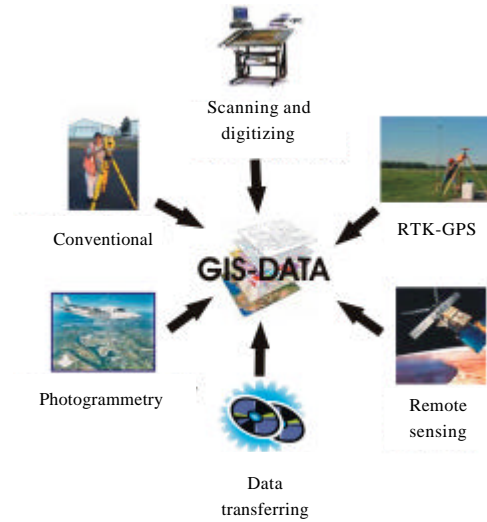 Scanning and
digitizing
Conventional
RTK-GPS
GIS-DATA
Photogrammetry
Remote
sensing
Data
transferring